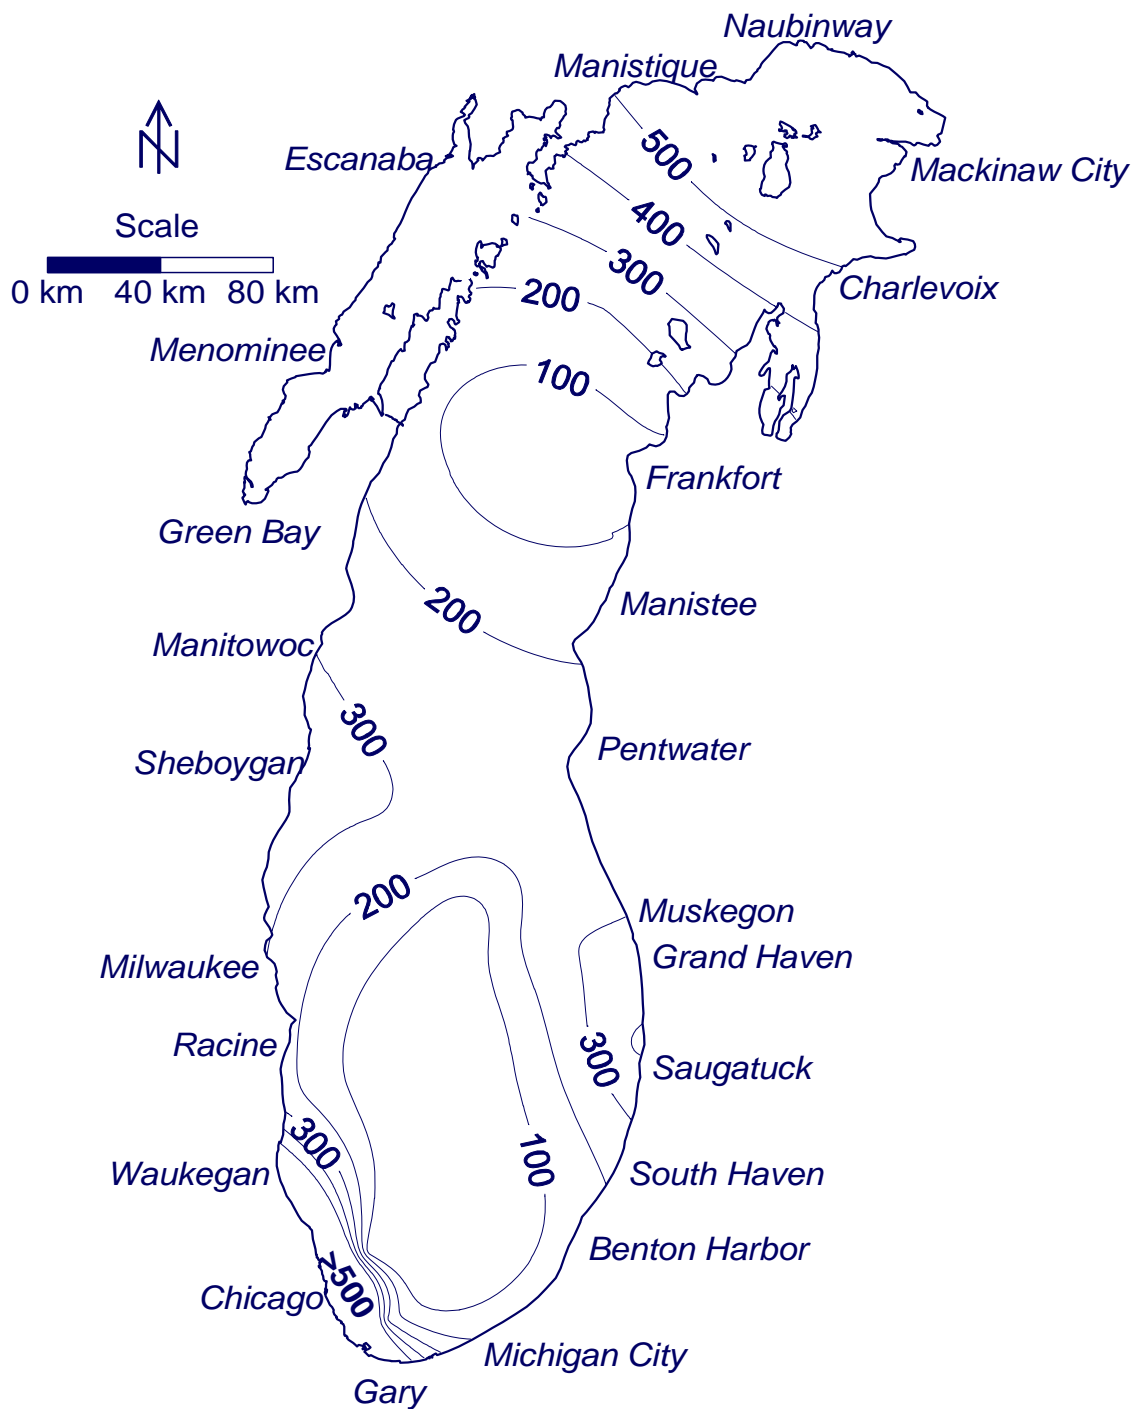 Naubinway
Manistique
N
Escanaba
500
Mackinaw City
400
Scale
300
Charlevoix
0 km 40 km 80 km
200
Menominee
100
Frankfort
Green Bay
200
Manistee
Manitowoc
300
Pentwater
Sheboygan
200
Muskegon
Grand Haven
Milwaukee
Racine
300
Saugatuck
300
100
Waukegan
South Haven
Benton Harbor
>500
Chicago
Michigan City
Gary